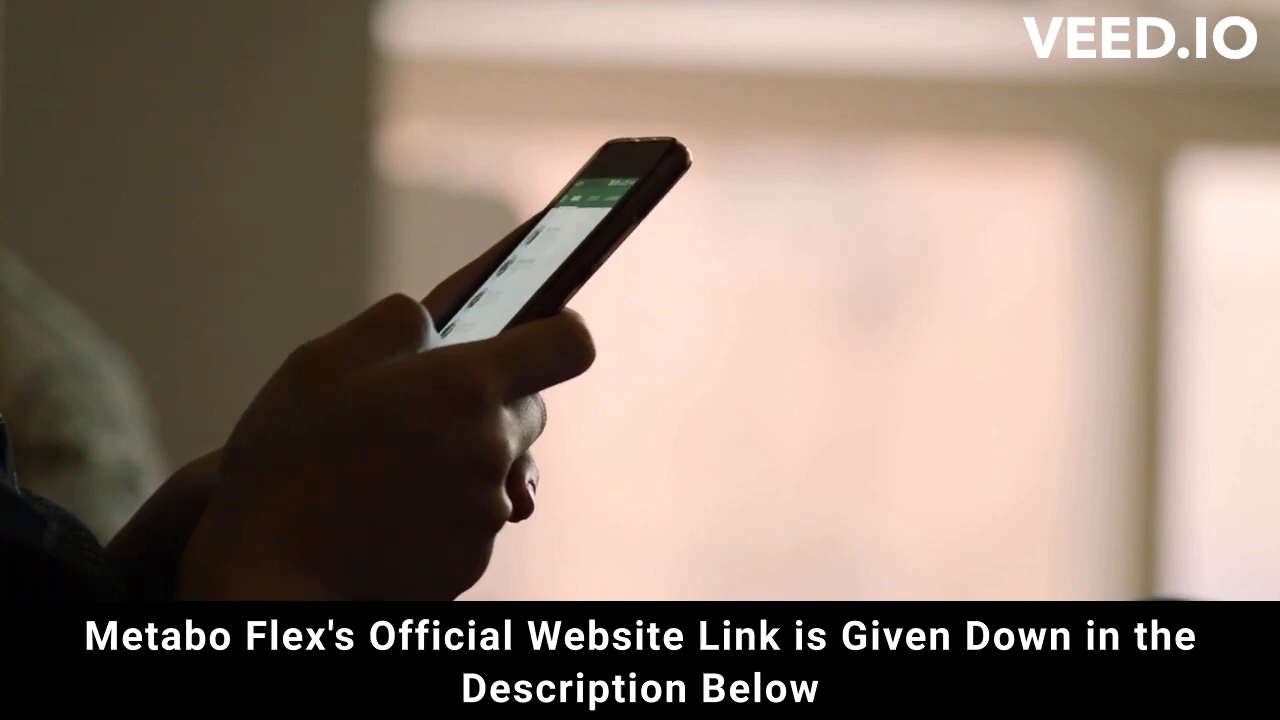 VEED.IO
Metabo Flex's Official Website Link is Given Down in the
Description Below